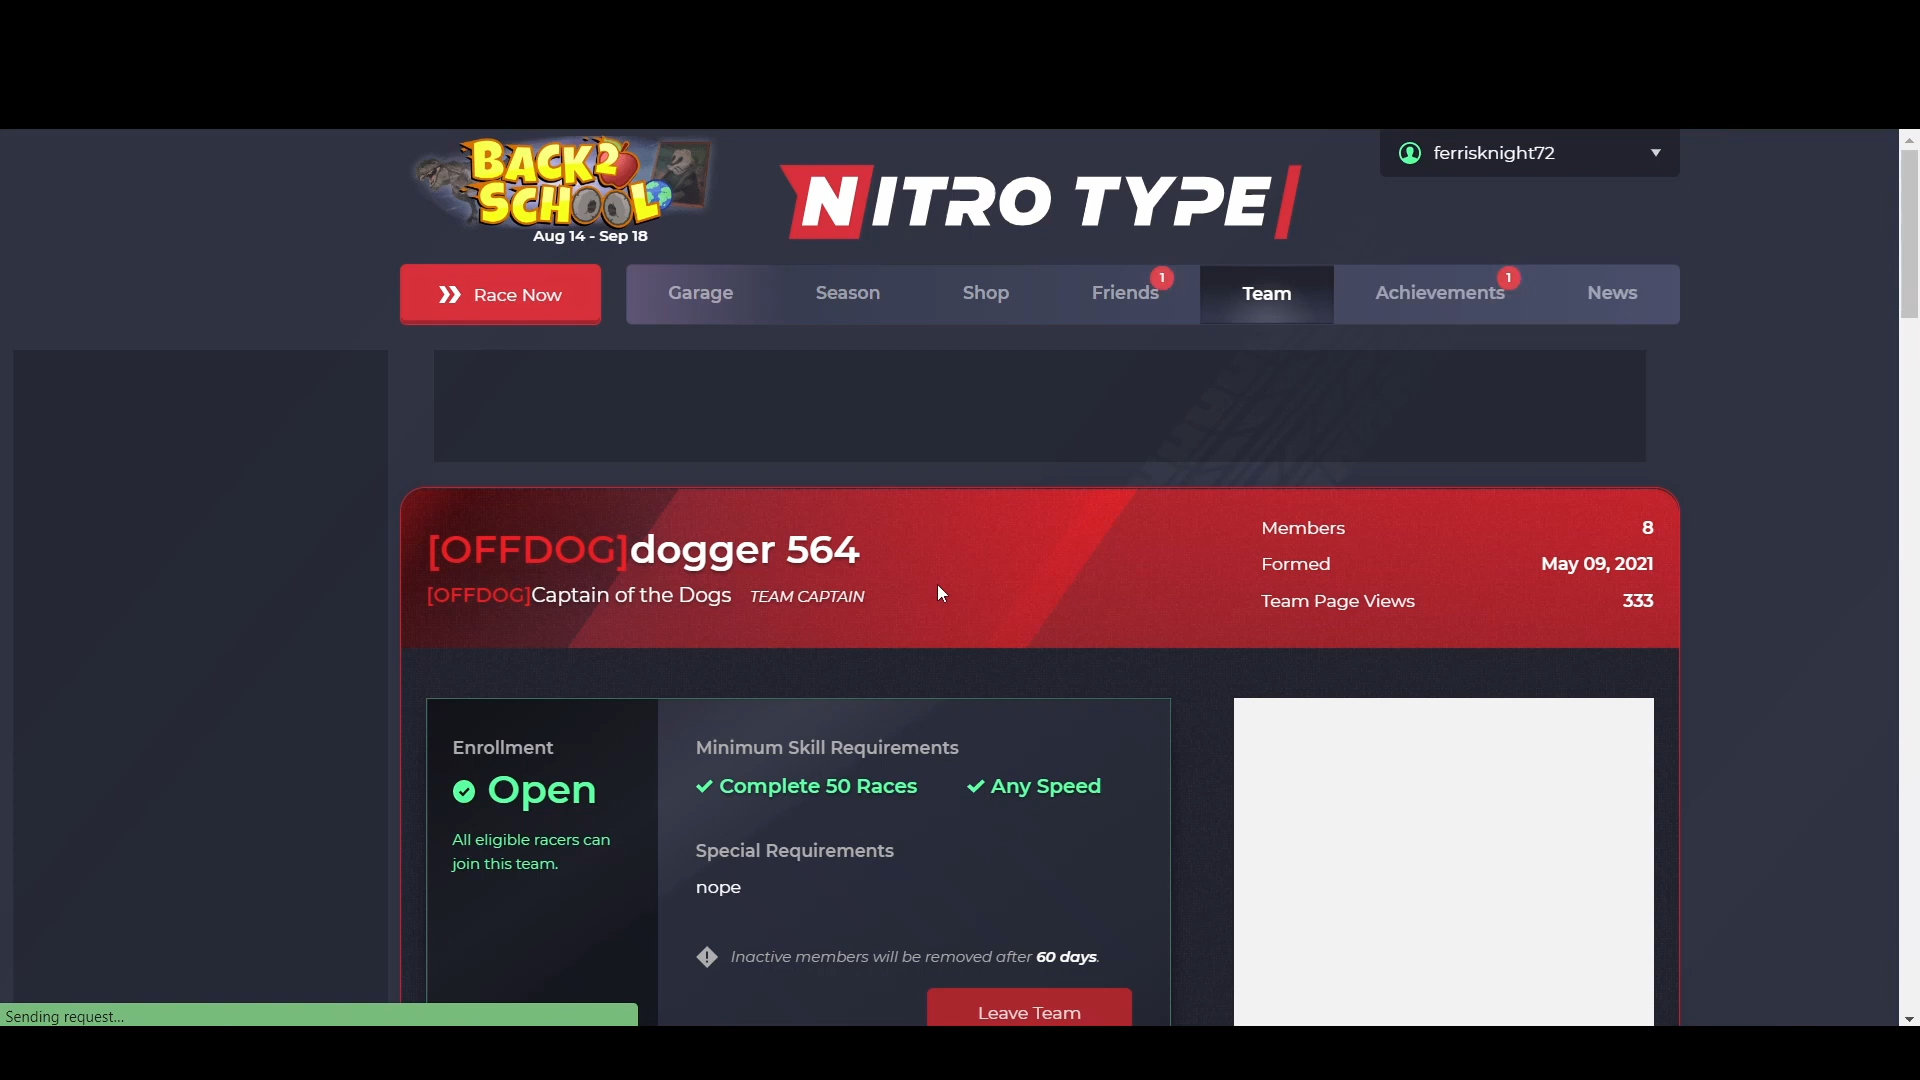 BACK2
SCHOOL
Aug 14 - Sep 18
NITRO TYPE
ferrisknight72
Race Now
Garage
Season
Shop
Friends
1
Team
Achievements
1
News
[OFFDOG]dogger 564
[OFFDOG]Captain of the Dogs TEAM CAPTAIN
Members 8
Formed May 09, 2021
Team Page Views 333
Enrollment
Open
All eligible racers can
join this team.
Minimum Skill Requirements
Complete 50 Races Any Speed
Special Requirements
nope
Inactive members will be removed after 60 days.
Leave Team
Sending request...